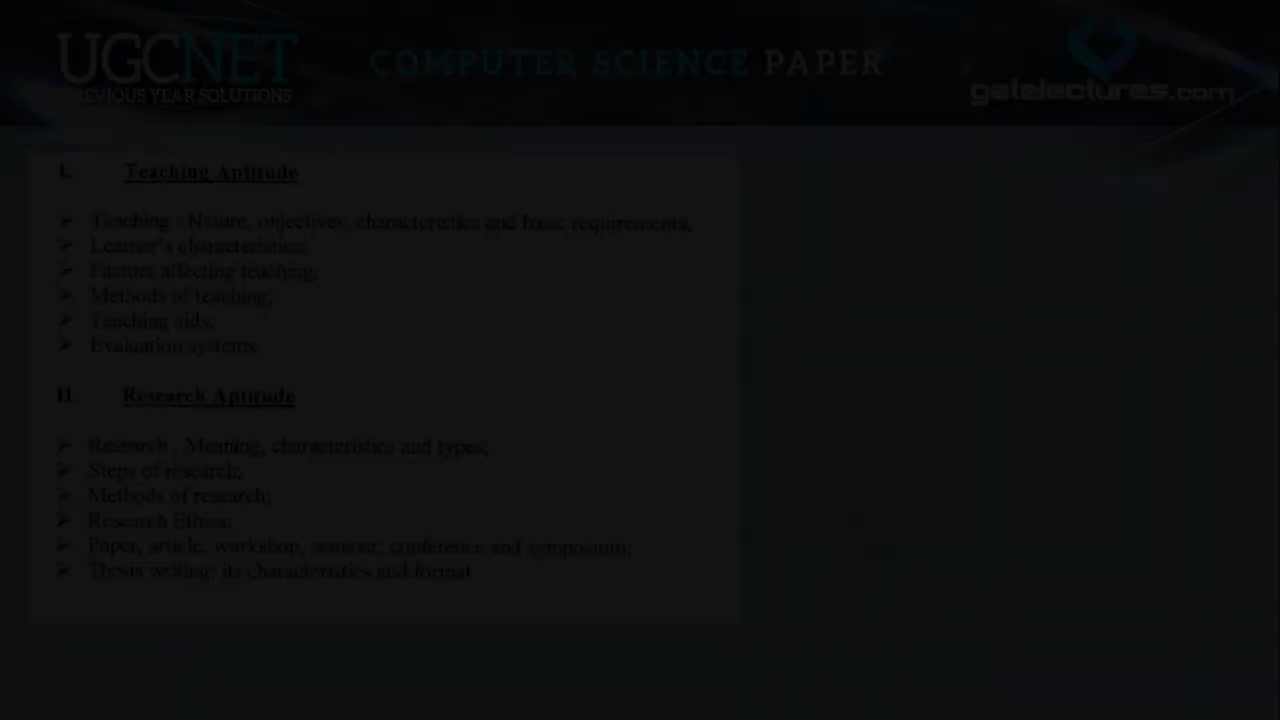 UGCNET
COMPUTER SCIENCE PAPER
PREVIOUS YEAR SOLUTIONS
gatelectures.com
I. Teaching Aptitude
➢ Teaching : Nature, objectives, characteristics and basic requirements;
➢ Learner's characteristics;
➢ Factors affecting teaching;
➢ Methods of teaching;
➢ Teaching aids;
➢ Evaluation systems.
II. Research Aptitude
➢ Research : Meaning, characteristics and types;
➢ Steps of research;
➢ Methods of research;
➢ Research Ethics;
➢ Paper, article, workshop, seminar, conference and symposium;
➢ Thesis writing: its characteristics and format.